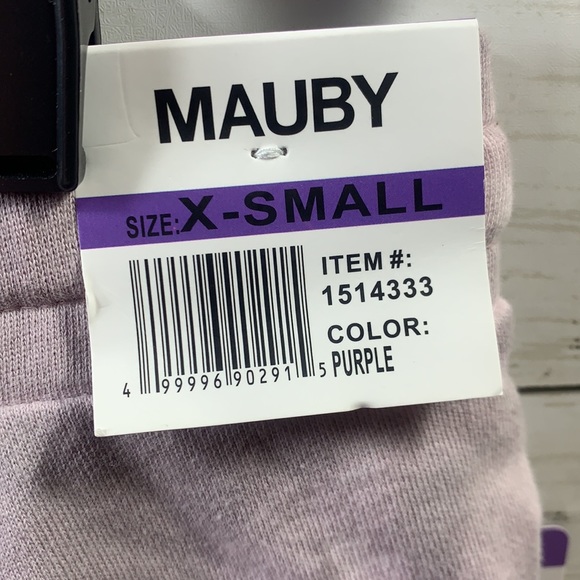 MAUBY
SIZE: X-SMALL
ITEM #:
1514333
COLOR:
PURPLE
4 99996 90291 5